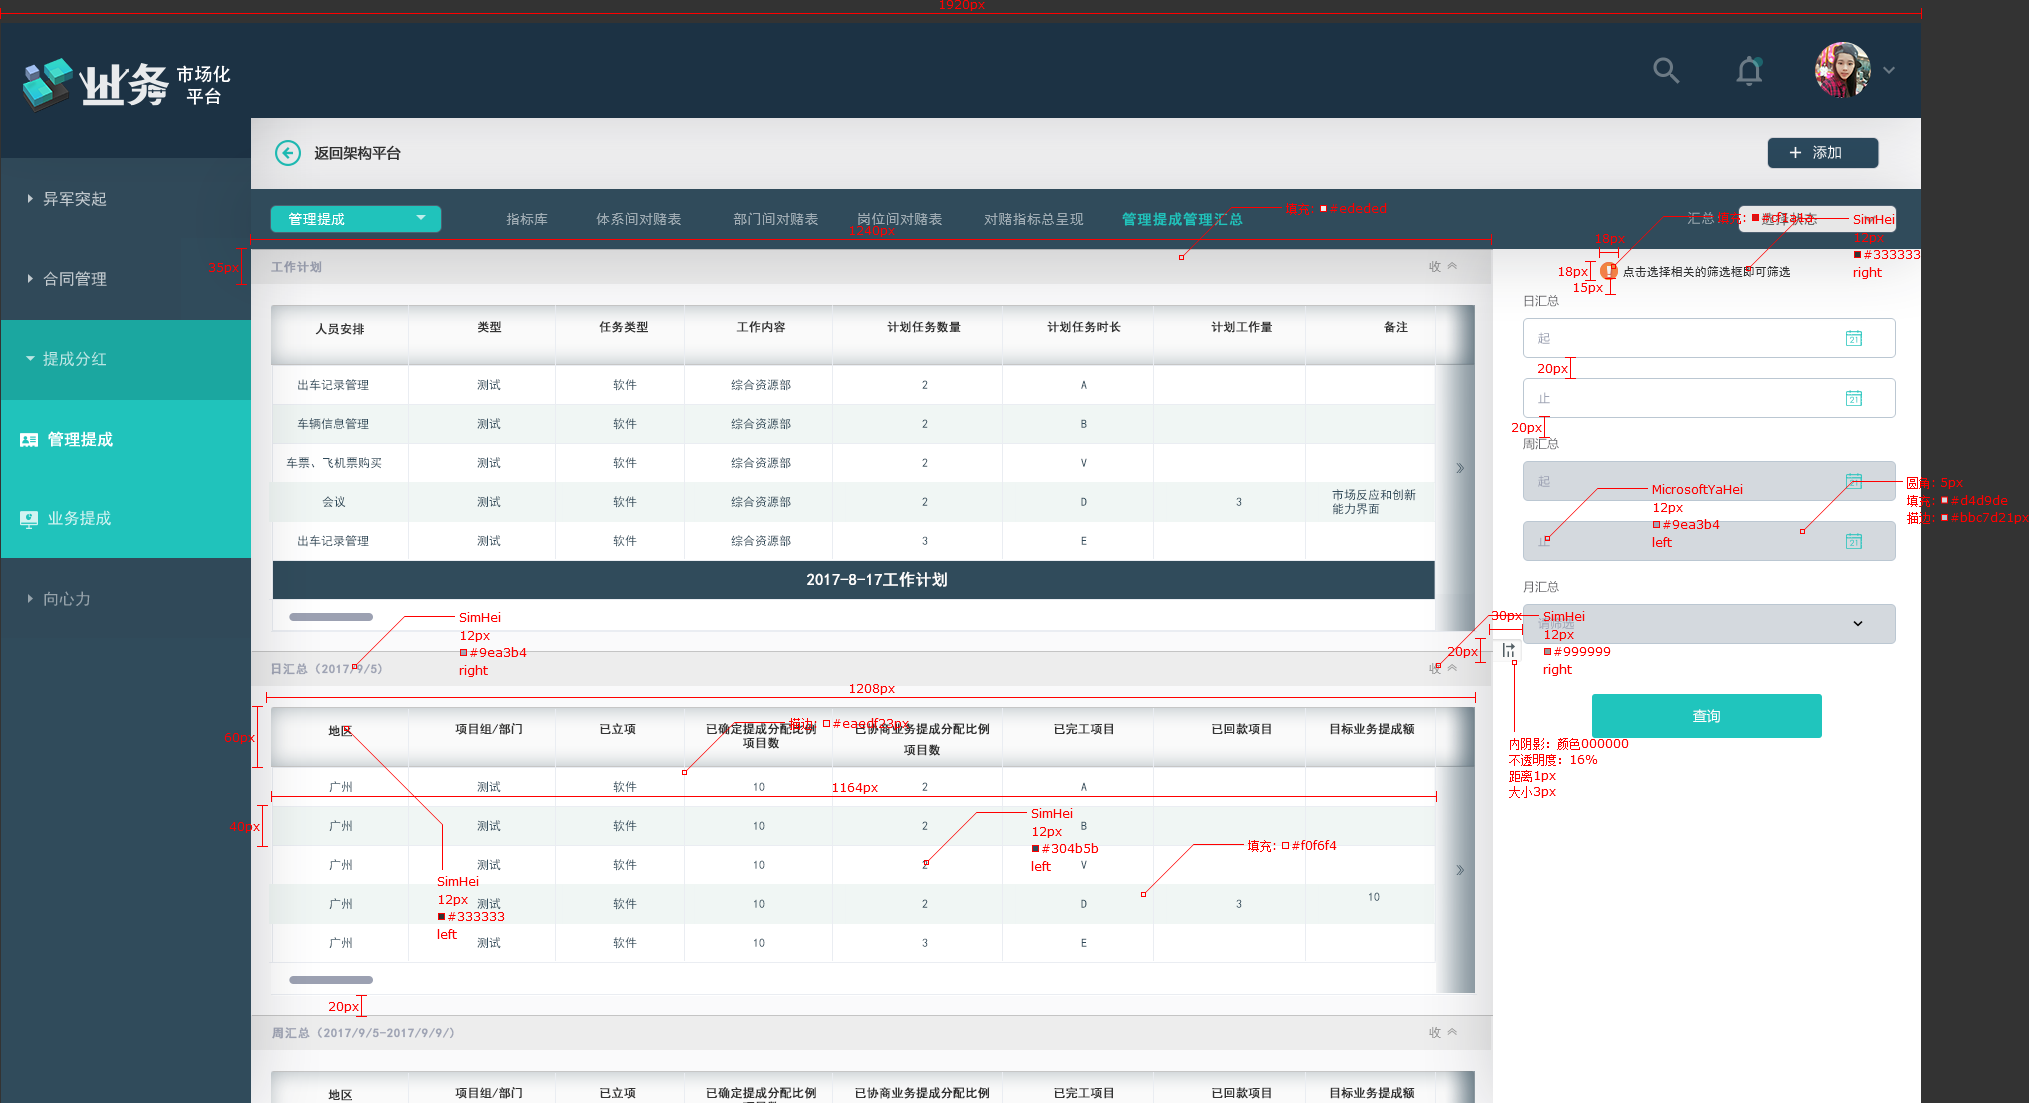 1920px
业务 市场化
平台
返回架构平台
+ 添加
异军突起
合同管理
提成分红
管理提成
业务提成
向心力
管理提成 指标库 体系间对赌表 部门间对赌表 岗位间对赌表 对赌指标总呈现 管理提成管理汇总 汇总 选择状态
1240px
填充: #ededed
SimHei
12px
#333333
right
35px
工作计划 收
18px
18px
15px
点击选择相关的筛选框即可筛选
人员安排 类型 任务类型 工作内容 计划任务数量 计划任务时长 计划工作量 备注
出车记录管理 测试 软件 综合资源部 2 A
车辆信息管理 测试 软件 综合资源部 2 B
车票、飞机票购买 测试 软件 综合资源部 2 V
会议 测试 软件 综合资源部 2 D 3 市场反应和创新
能力界面
出车记录管理 测试 软件 综合资源部 3 E
2017-8-17工作计划
日汇总
起 21
20px
止 21
20px
周汇总
起 21
止 21
MicrosoftYaHei
12px
#9ea3b4
left
圆角: 5px
填充: #d4d9de
描边: #bbc7d21px
月汇总
请筛选
30px
20px
SimHei
12px
#999999
right
查询
内阴影: 颜色000000
不透明度: 16%
距离1px
大小3px
SimHei
12px
#9ea3b4
right
日汇总（2017/9/5） 收
1208px
60px
描边: #eaedf23px
地区 项目组/部门 已立项 已确定提成分配比例
项目数 已协商业务提成分配比例
项目数 已完工项目 已回款项目 目标业务提成额
广州 测试 软件 10 2 A
1164px
40px
广州 测试 软件 10 2 B
广州 测试 软件 10 2 V
广州 测试 软件 10 2 D 3 10
广州 测试 软件 10 3 E
SimHei
12px
#304b5b
left
填充: #f0f6f4
SimHei
12px
#333333
left
20px
周汇总（2017/9/5-2017/9/9/） 收
地区 项目组/部门 已立项 已确定提成分配比例 已协商业务提成分配比例 已完工项目 已回款项目 目标业务提成额